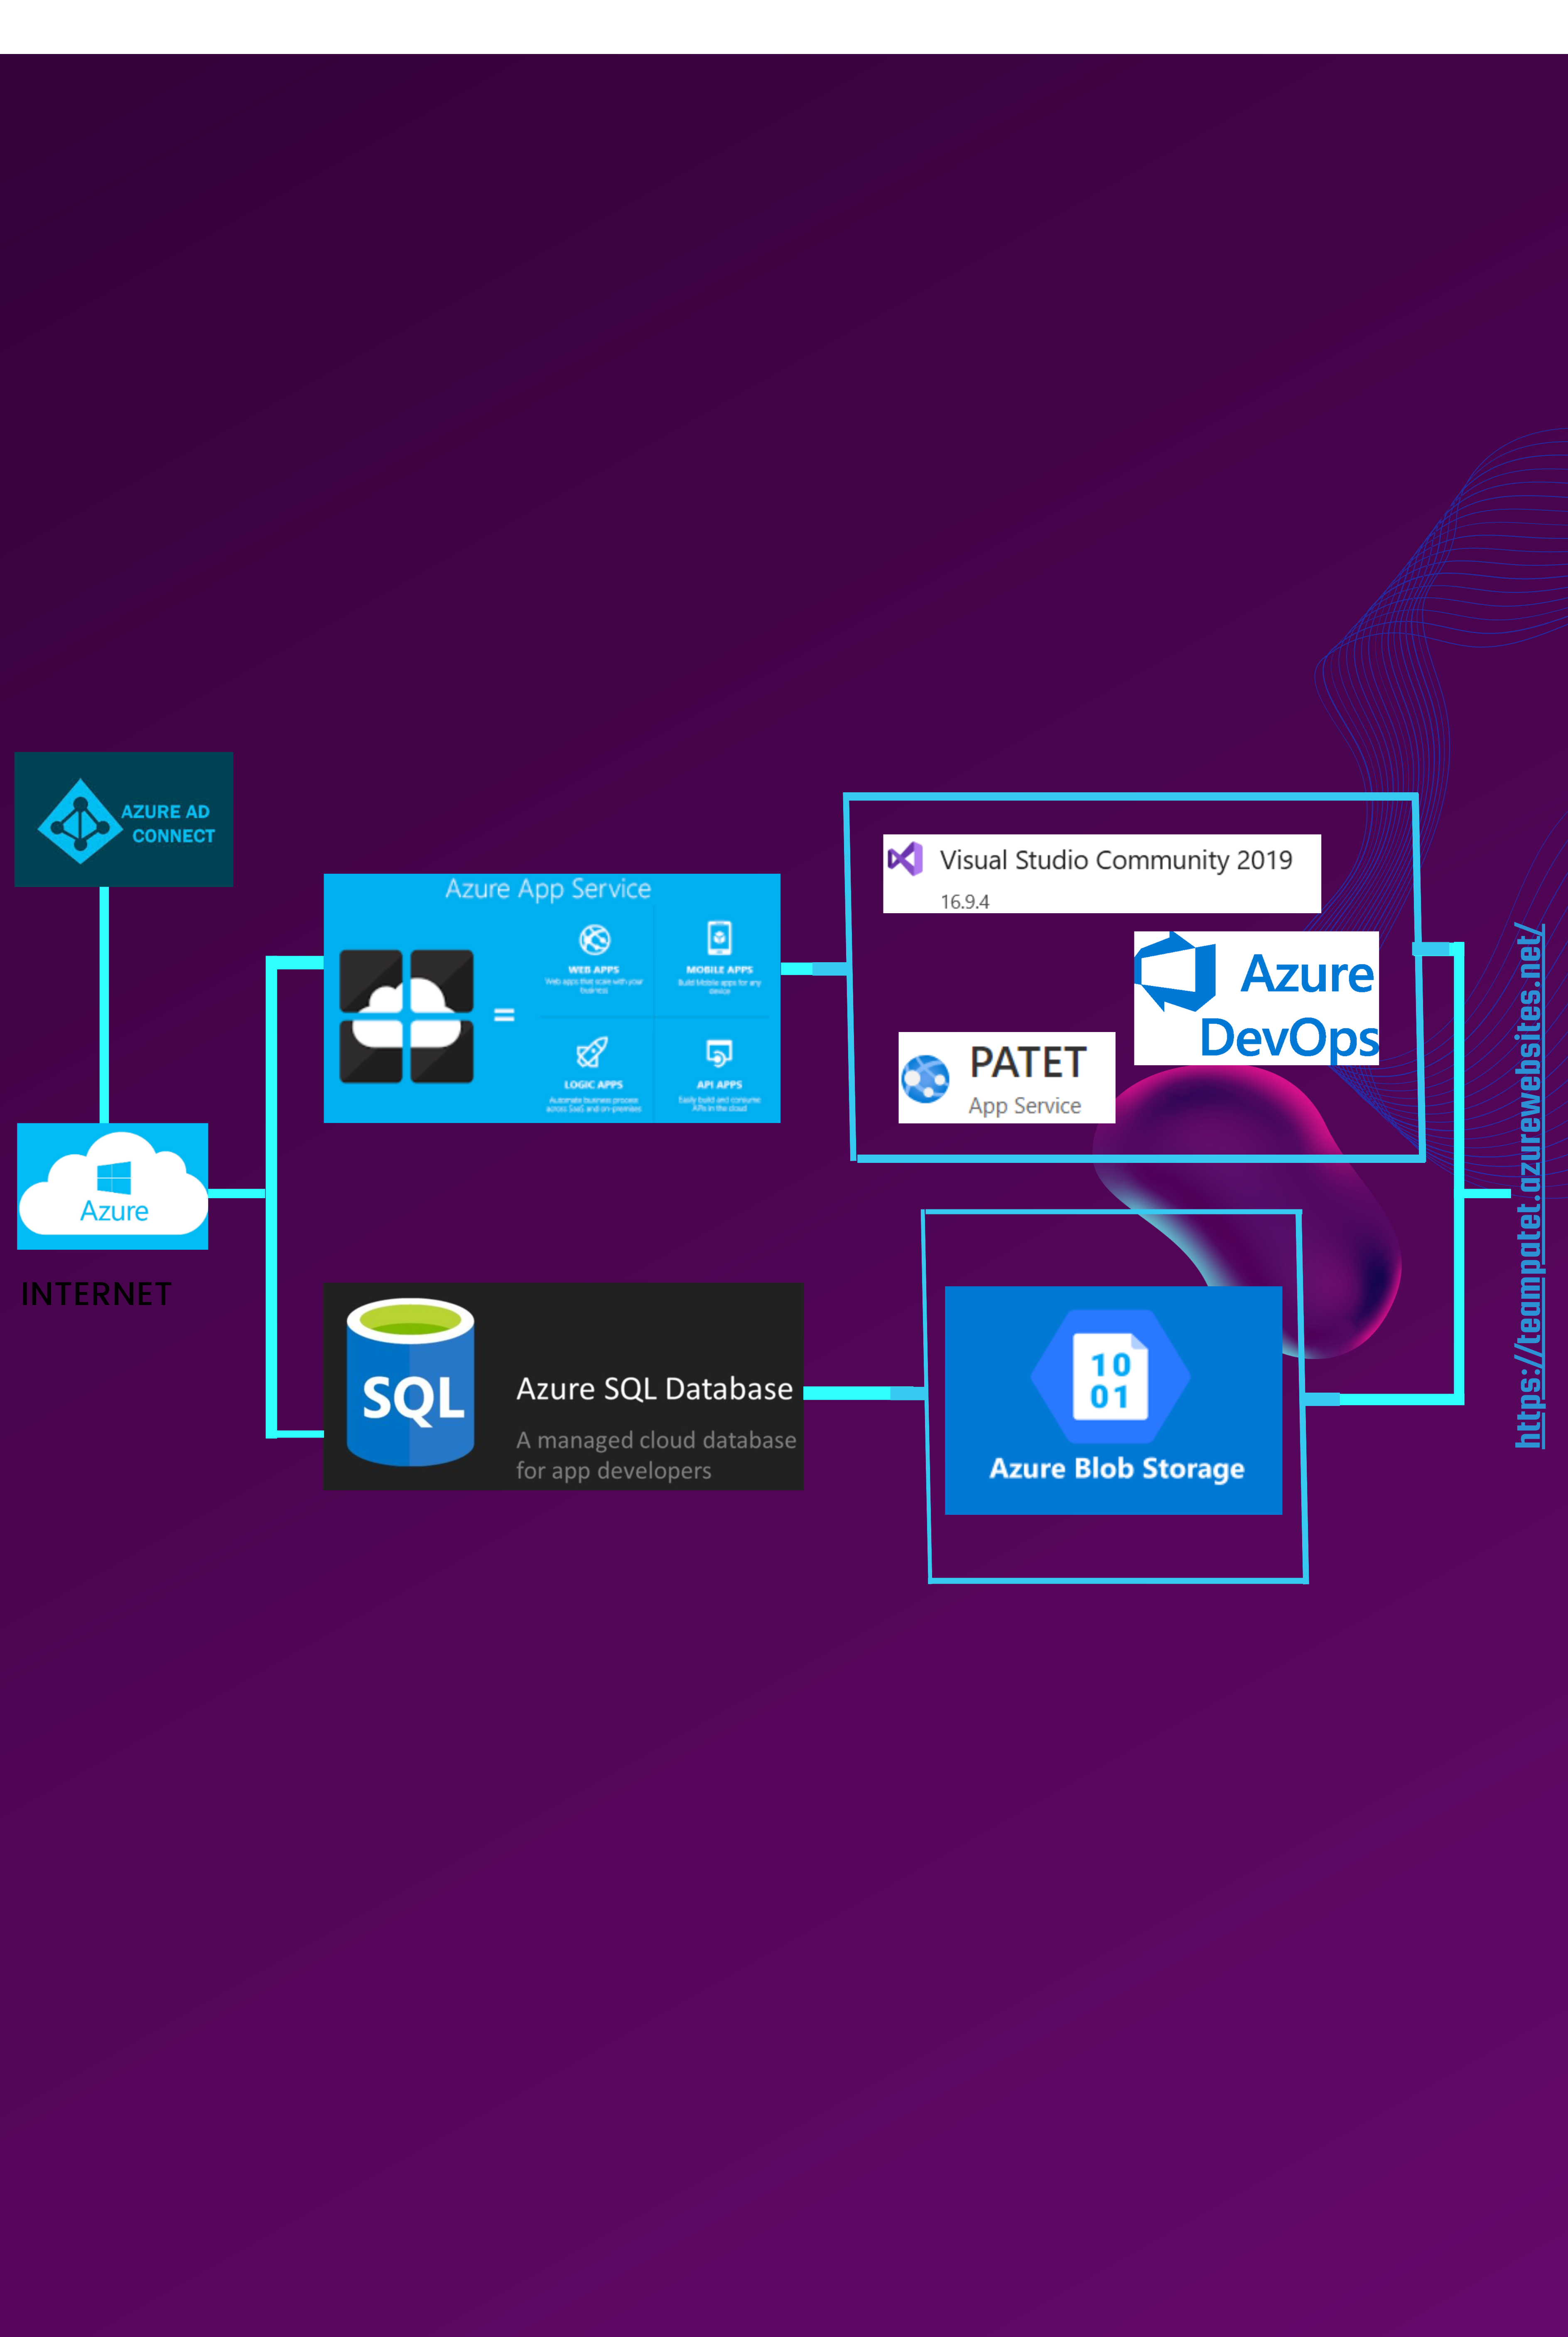 AZURE AD
CONNECT
Azure
INTERNET
Azure App Service
=
WEB APPS
Web apps that scale with your
business
MOBILE APPS
Build Mobile apps for any
device
LOGIC APPS
Automate business process
across SaaS and on-premises
API APPS
Easily build and consume
APIs in the cloud
SQL
Azure SQL Database
A managed cloud database
for app developers
Visual Studio Community 2019
16.9.4
Azure
DevOps
PATET
App Service
10
01
Azure Blob Storage
https://teampatet.azurewebsites.net/